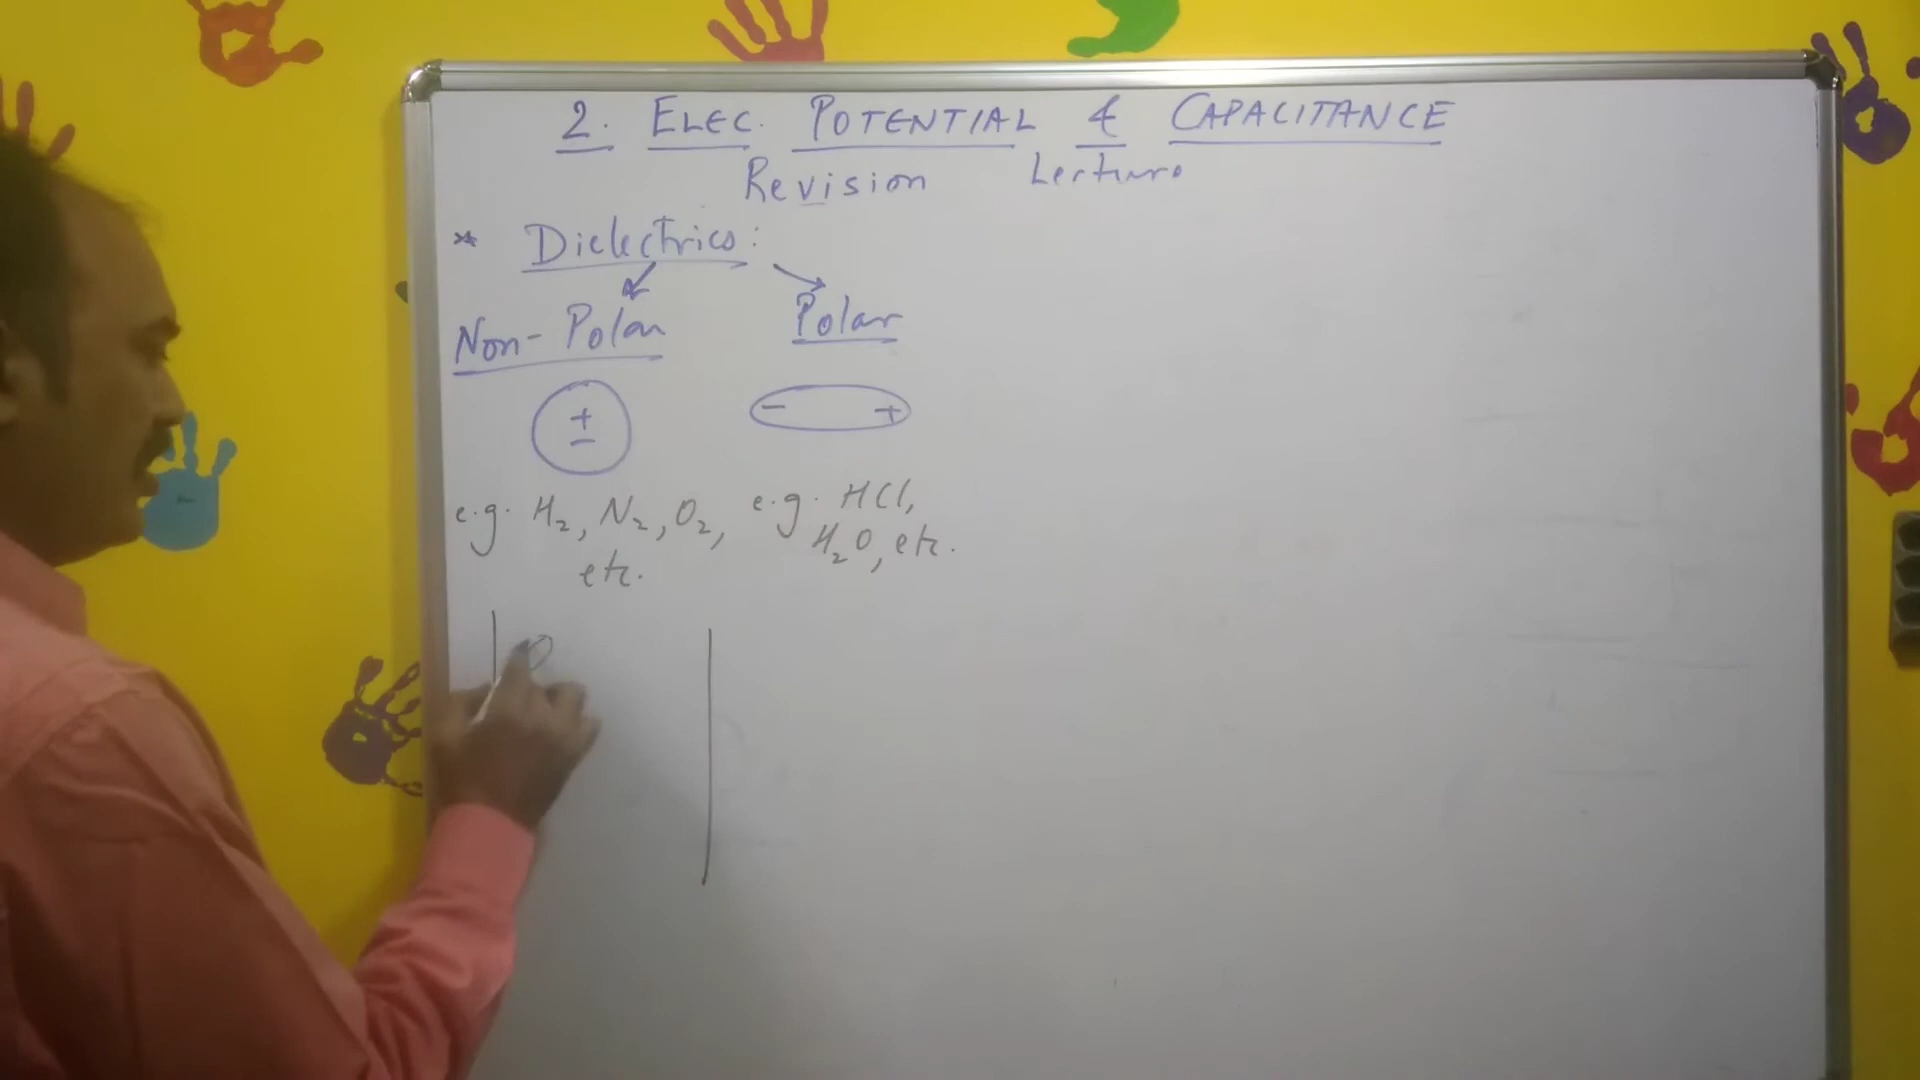 2. ELEC. POTENTIAL & CAPACITANCE
Revision Lecture
* Dielectrics:
Non-Polar Polar
+ - +
-
e.g. H₂, N₂, O₂, e.g. HCl,
etc. H₂O, etc.